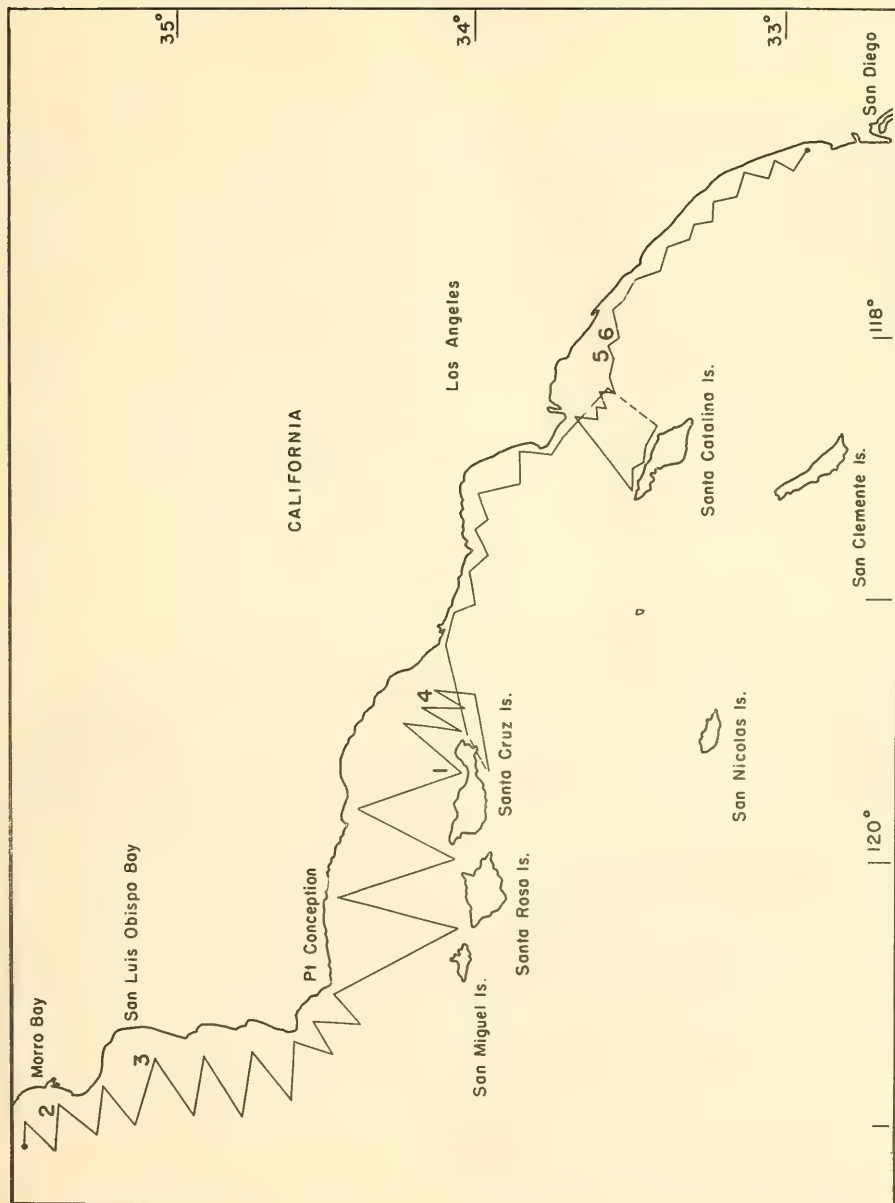 35°
34°
33°
Morro Bay
2
San Luis Obispo Bay
3
Pt Conception
CALIFORNIA
Los Angeles
San Diego
1
4
5 6
San Miguel Is.
Santa Rosa Is.
Santa Cruz Is.
San Nicolas Is.
Santa Catalina Is.
San Clemente Is.
120°
118°